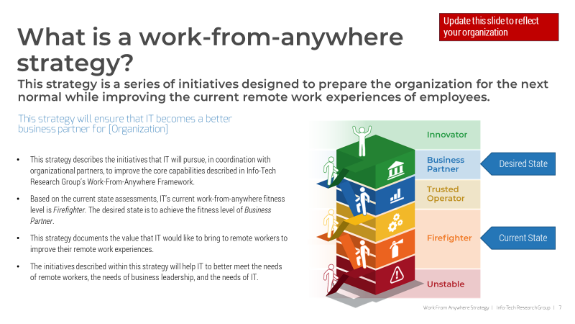 What is a work-from-anywhere
strategy?
Update this slide to reflect
your organization
This strategy is a series of initiatives designed to prepare the organization for the next
normal while improving the current remote work experiences of employees.
This strategy will ensure that IT becomes a better
business partner for [Organization]
• This strategy describes the initiatives that IT will pursue, in coordination with
organizational partners, to improve the core capabilities described in Info-Tech
Research Group's Work-From-Anywhere Framework.
• Based on the current state assessments, IT's current work-from-anywhere fitness
level is Firefighter. The desired state is to achieve the fitness level of Business
Partner.
• This strategy documents the value that IT would like to bring to remote workers to
improve their remote work experiences.
• The initiatives described within this strategy will help IT to better meet the needs
of remote workers, the needs of business leadership, and the needs of IT.
Innovator
Business
Partner
Desired State
Trusted
Operator
Firefighter
Current State
Unstable
Work From Anywhere Strategy | Info Tech Research Group | 7